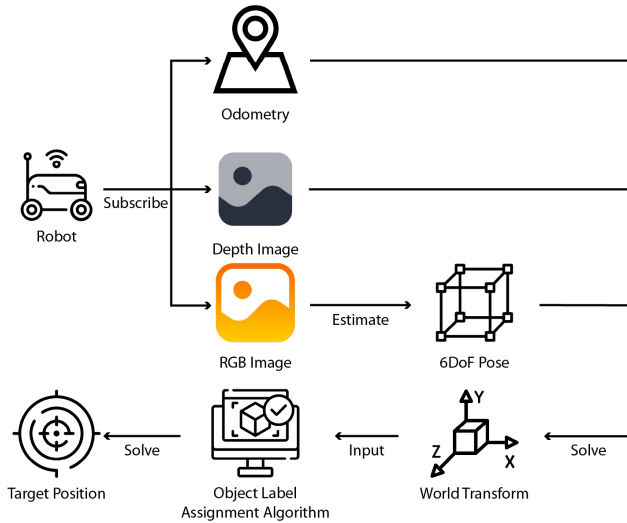 Odometry
Subscribe
Robot
Depth Image
Estimate
RGB Image
6DoF Pose
Y
Z
X
Solve
Input
Solve
Target Position
Object Label
Assignment Algorithm
World Transform